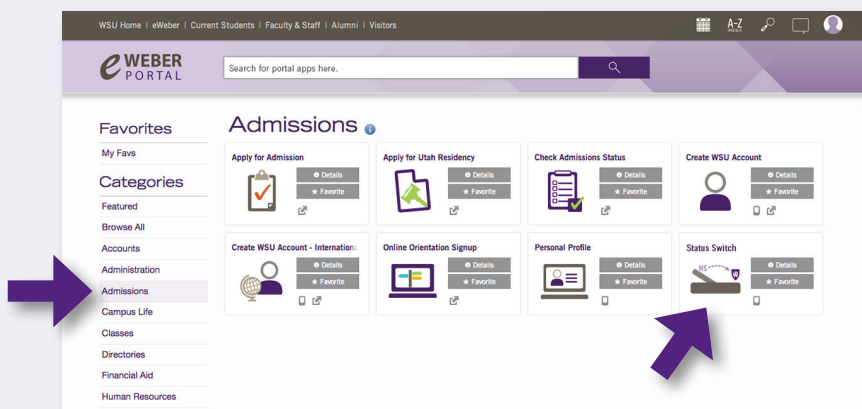 WSU Home | eWeber | Current Students | Faculty & Staff | Alumni | Visitors
A-Z
INDEX
e WEBER
PORTAL
Search for portal apps here.
Favorites
My Favs
Categories
Featured
Browse All
Accounts
Administration
Admissions
Campus Life
Classes
Directories
Financial Aid
Human Resources
Admissions
Apply for Admission
Details
Favorite
Apply for Utah Residency
Details
Favorite
Check Admissions Status
Details
Favorite
Create WSU Account
Details
Favorite
Create WSU Account - Internationa
Details
Favorite
Online Orientation Signup
Details
Favorite
Personal Profile
Details
Favorite
Status Switch
HS
W
Details
Favorite